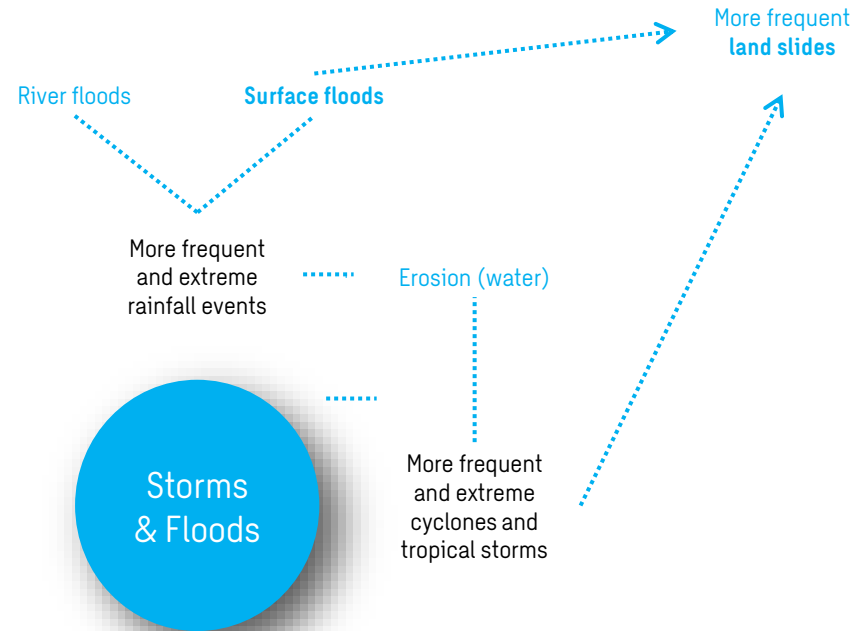 More frequent
land slides
River floods
Surface floods
More frequent
and extreme
rainfall events
Erosion (water)
Storms
& Floods
More frequent
and extreme
cyclones and
tropical storms